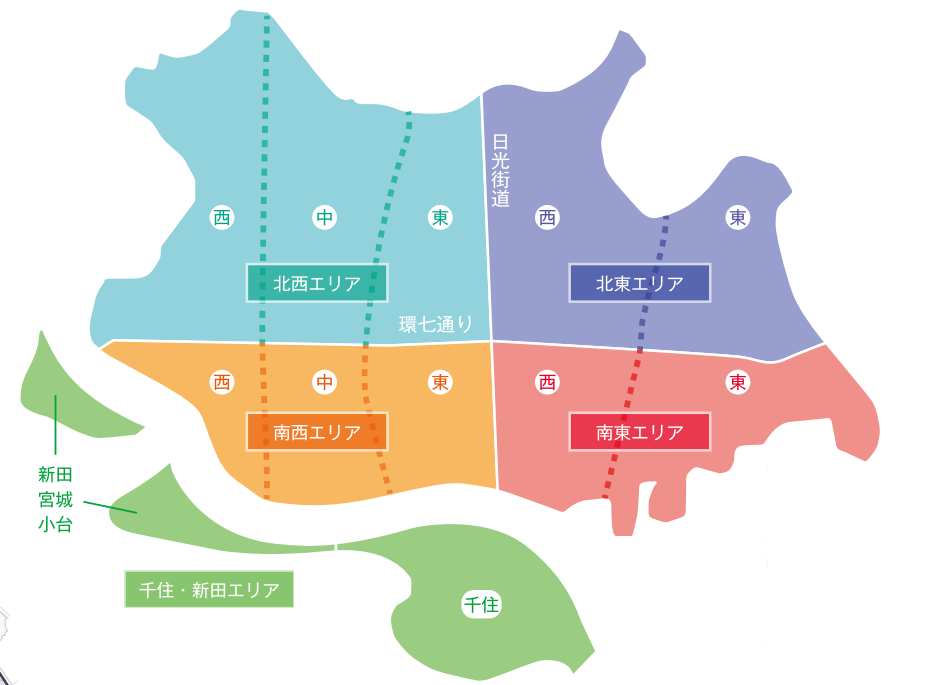 日光街道
西
中
東
西
東
北西エリア
北東エリア
環七通り
西
中
東
西
東
南西エリア
南東エリア
新田
宮城
小台
千住・新田エリア
千住